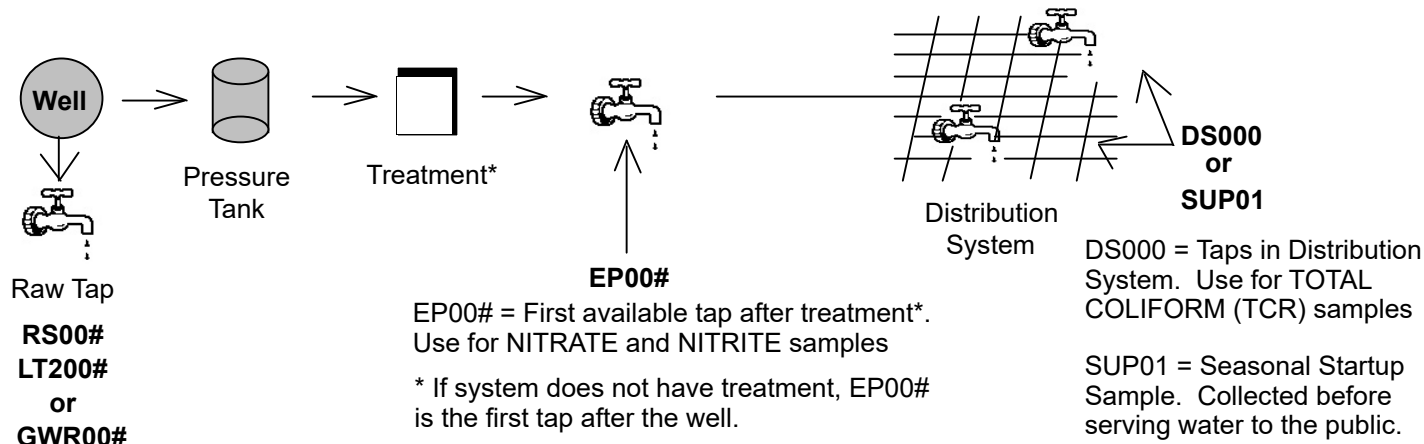 Well
Pressure
Tank
Treatment*
Raw Tap
RS00#
LT200#
or
GWR00#
EP00#
EP00# = First available tap after treatment*.
Use for NITRATE and NITRITE samples
* If system does not have treatment, EP00#
is the first tap after the well.
Distribution
System
DS000
or
SUP01
DS000 = Taps in Distribution
System. Use for TOTAL
COLIFORM (TCR) samples
SUP01 = Seasonal Startup
Sample. Collected before
serving water to the public.